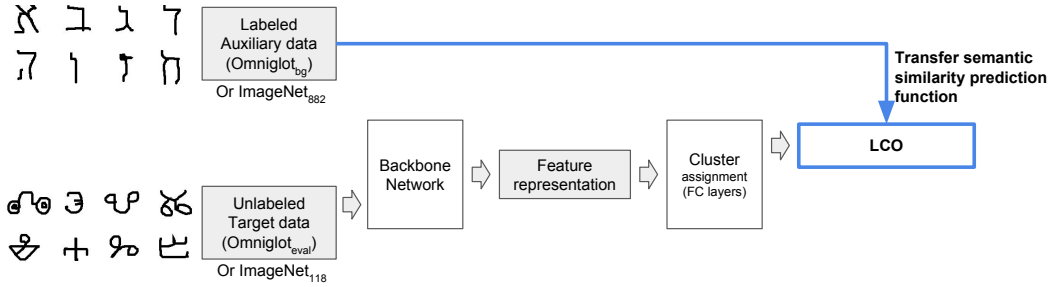 א ב ג ד
ה ו ז ח
Labeled
Auxiliary data
(Omniglot_bg)
Or ImageNet_882
Transfer semantic
similarity prediction
function
LCO
Backbone
Network
Feature
representation
Cluster
assignment
(FC layers)
Unlabeled
Target data
(Omniglot_eval)
Or ImageNet_118